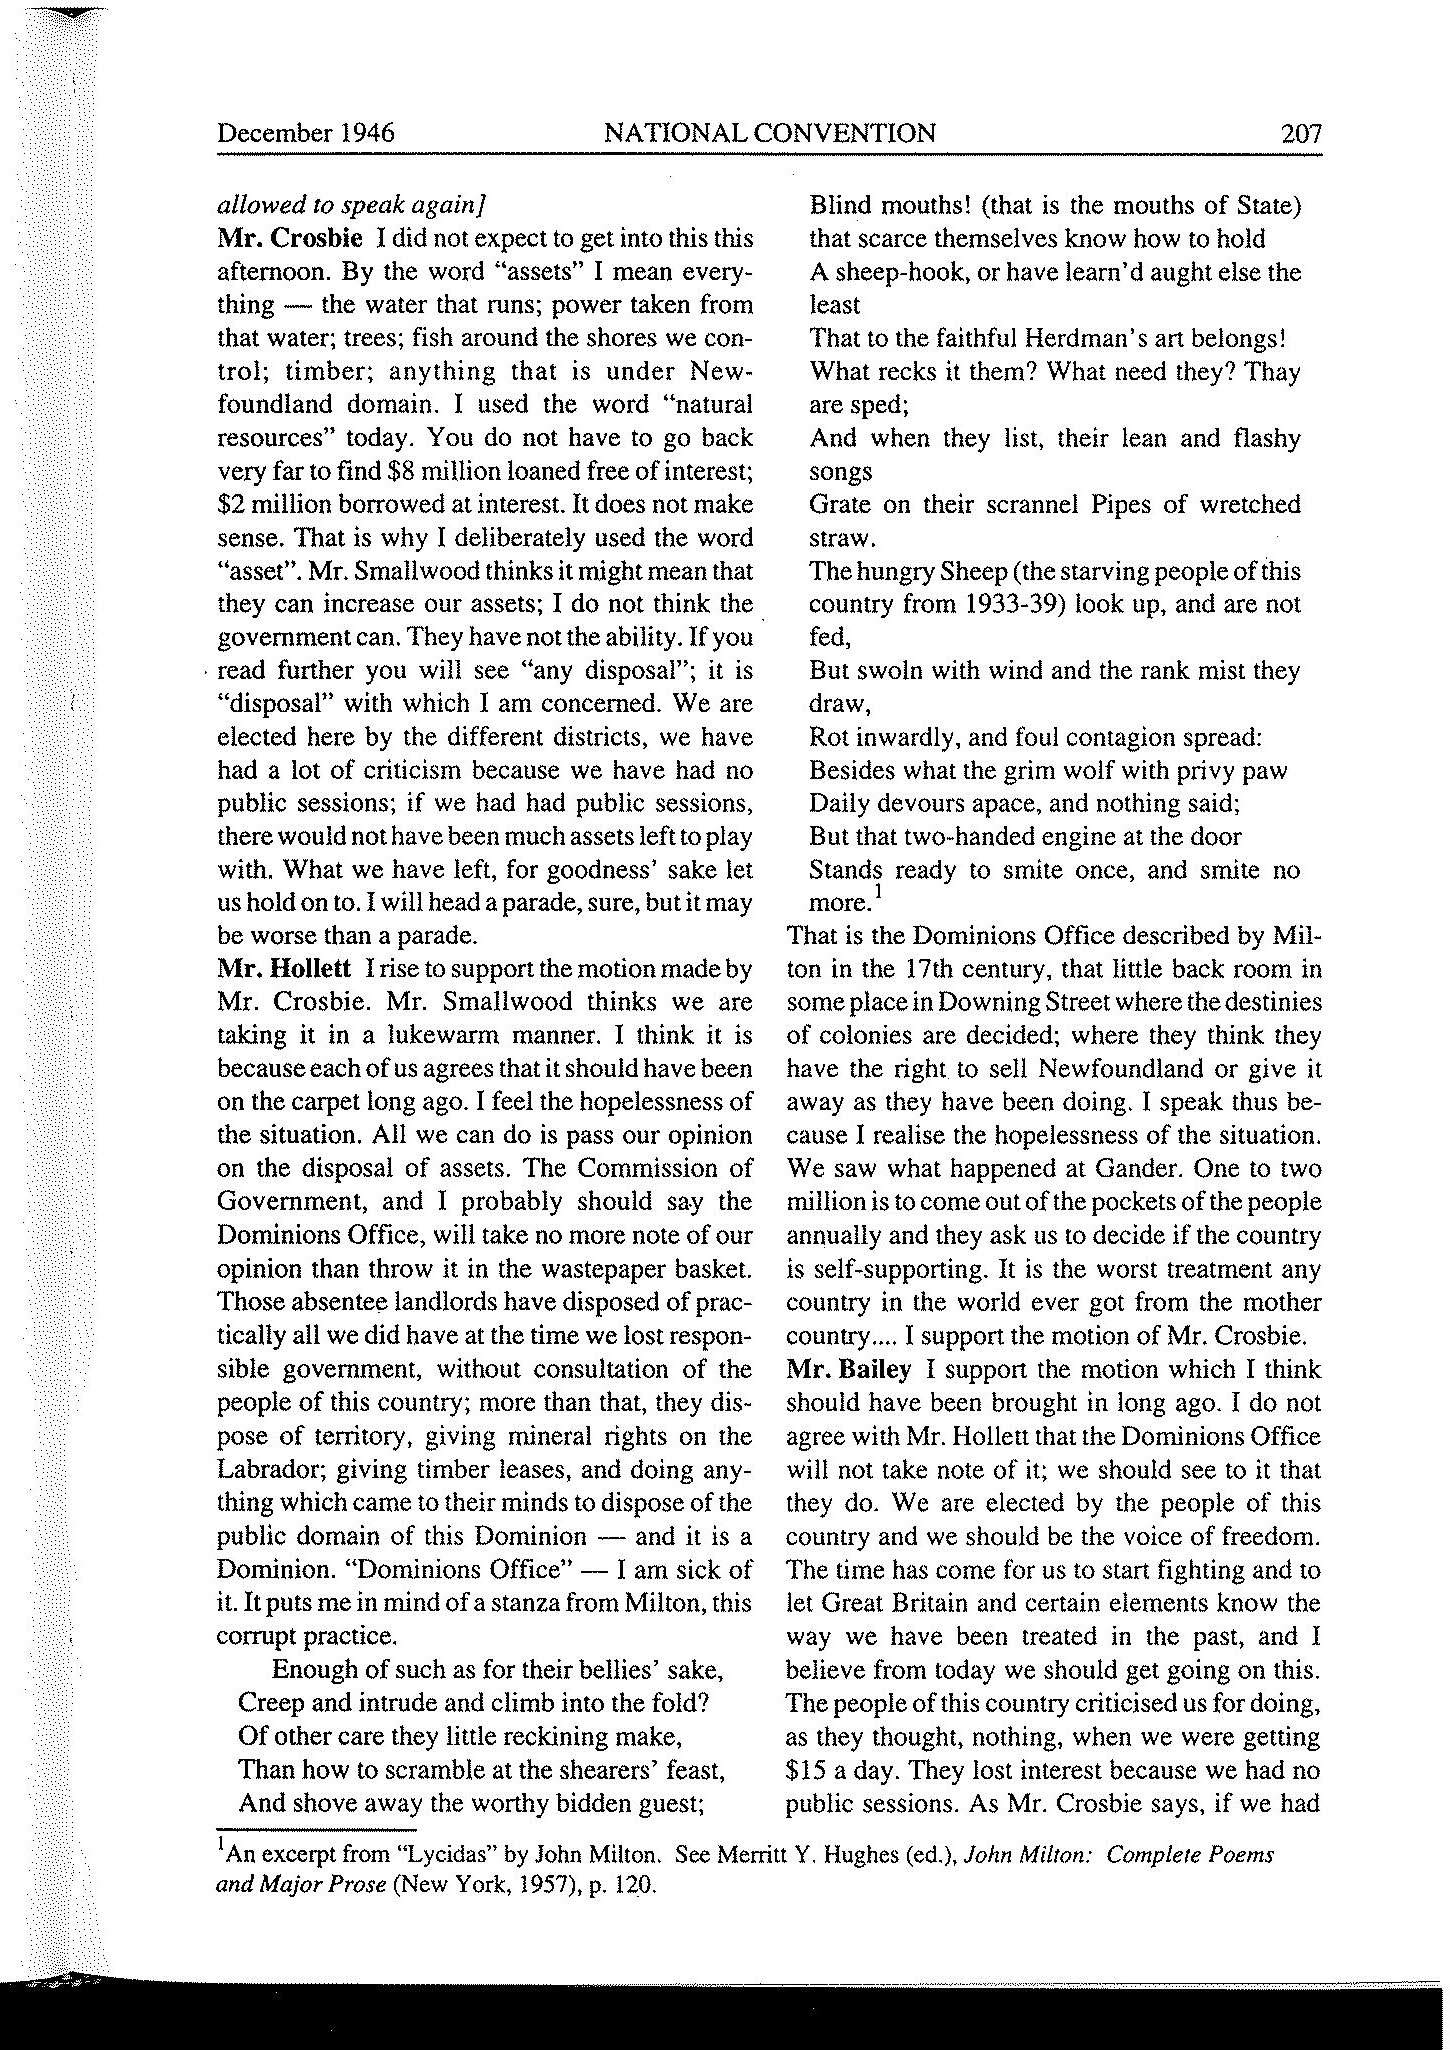 December 1946 NATIONAL CONVENTION 207
allowed to speak again]
Mr. Crosbie I did not expect to get into this this
afternoon. By the word “assets” I mean every-
thing — the water that runs; power taken from
that water; trees; fish around the shores we con-
trol; timber; anything that is under New-
foundland domain. I used the word “natural
resources” today. You do not have to go back
very far to find $8 million loaned free of interest;
$2 million borrowed at interest. It does not make
sense. That is why I deliberately used the word
“asset”. Mr. Smallwood thinks it might mean that
they can increase our assets; I do not think the
government can. They have not the ability. If you
read further you will see “any disposal”; it is
“disposal” with which I am concerned. We are
elected here by the different districts, we have
had a lot of criticism because we have had no
public sessions; if we had had public sessions,
there would not have been much assets left to play
with. What we have left, for goodness’ sake let
us hold on to. I will head a parade, sure, but it may
be worse than a parade.
Mr. Hollett I rise to support the motion made by
Mr. Crosbie. Mr. Smallwood thinks we are
taking it in a lukewarm manner. I think it is
because each of us agrees that it should have been
on the carpet long ago. I feel the hopelessness of
the situation. All we can do is pass our opinion
on the disposal of assets. The Commission of
Government, and I probably should say the
Dominions Office, will take no more note of our
opinion than throw it in the wastepaper basket.
Those absentee landlords have disposed of prac-
tically all we did have at the time we lost respon-
sible government, without consultation of the
people of this country; more than that, they dis-
pose of territory, giving mineral rights on the
Labrador; giving timber leases, and doing any-
thing which came to their minds to dispose of the
public domain of this Dominion — and it is a
Dominion. “Dominions Office” — I am sick of
it. It puts me in mind of a stanza from Milton, this
corrupt practice.
Enough of such as for their bellies’ sake,
Creep and intrude and climb into the fold?
Of other care they little reckining make,
Than how to scramble at the shearers’ feast,
And shove away the worthy bidden guest;
Blind mouths! (that is the mouths of State)
that scarce themselves know how to hold
A sheep-hook, or have learn’d aught else the
least
That to the faithful Herdman’s art belongs!
What recks it them? What need they? Thay
are sped;
And when they list, their lean and flashy
songs
Grate on their scrannel Pipes of wretched
straw.
The hungry Sheep (the starving people of this
country from 1933-39) look up, and are not
fed,
But swoln with wind and the rank mist they
draw,
Rot inwardly, and foul contagion spread:
Besides what the grim wolf with privy paw
Daily devours apace, and nothing said;
But that two-handed engine at the door
Stands ready to smite once, and smite no
more.1
That is the Dominions Office described by Mil-
ton in the 17th century, that little back room in
some place in Downing Street where the destinies
of colonies are decided; where they think they
have the right to sell Newfoundland or give it
away as they have been doing. I speak thus be-
cause I realise the hopelessness of the situation.
We saw what happened at Gander. One to two
million is to come out of the pockets of the people
annually and they ask us to decide if the country
is self-supporting. It is the worst treatment any
country in the world ever got from the mother
country.... I support the motion of Mr. Crosbie.
Mr. Bailey I support the motion which I think
should have been brought in long ago. I do not
agree with Mr. Hollett that the Dominions Office
will not take note of it; we should see to it that
they do. We are elected by the people of this
country and we should be the voice of freedom.
The time has come for us to start fighting and to
let Great Britain and certain elements know the
way we have been treated in the past, and I
believe from today we should get going on this.
The people of this country criticised us for doing,
as they thought, nothing, when we were getting
$15 a day. They lost interest because we had no
public sessions. As Mr. Crosbie says, if we had
1An excerpt from “Lycidas” by John Milton. See Merritt Y. Hughes (ed.), John Milton: Complete Poems
and Major Prose (New York, 1957), p. 120.